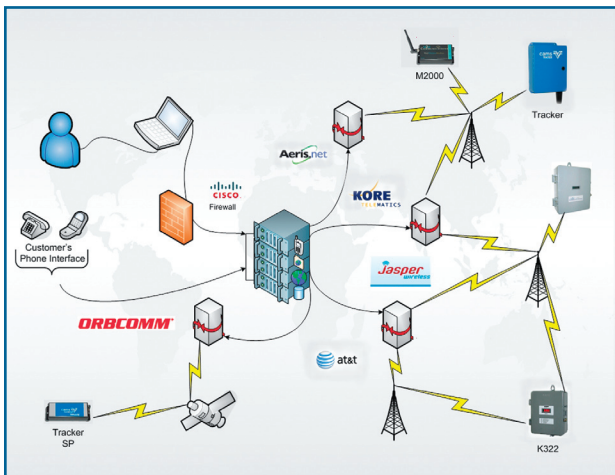 M2000
Tracker
Aeris.net
CISCO
Firewall
KORE
TELEMATICS
Customer's
Phone Interface
Jasper
wireless
ORBCOMM
at&t
Tracker
SP
K322